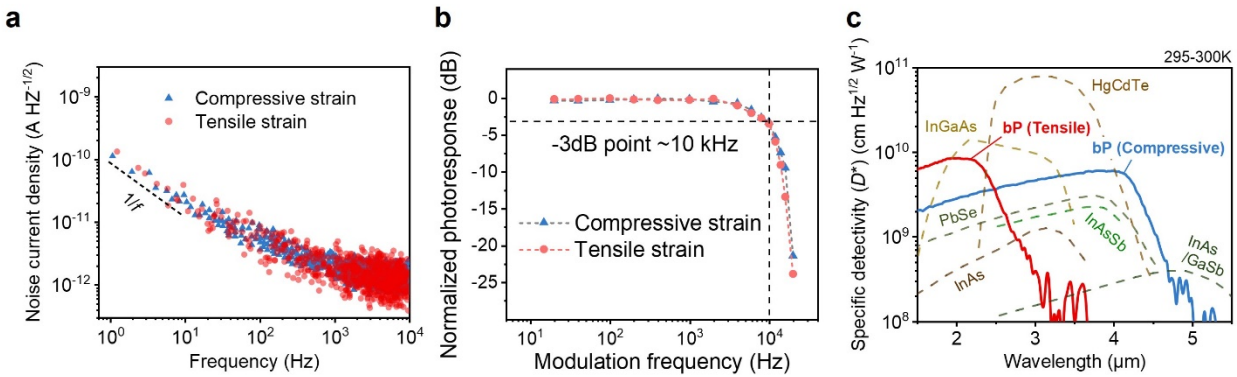 a
Noise current density (A HZ^-1/2)
10^-9
10^-10
10^-11
10^-12
Compressive strain
Tensile strain
1/f
10^0 10^1 10^2 10^3 10^4
Frequency (Hz)
b
Normalized photoresponse (dB)
0
-5
-10
-15
-20
-25
-3dB point ~10 kHz
Compressive strain
Tensile strain
10^1 10^2 10^3 10^4
Modulation frequency (Hz)
c
295-300K
Specific detectivity (D*) (cm Hz^1/2 W^-1)
10^11
10^10
10^9
10^8
HgCdTe
InGaAs
bP (Tensile)
bP (Compressive)
PbSe
InAsSb
InAs
InAs
/GaSb
2 3 4 5
Wavelength (μm)